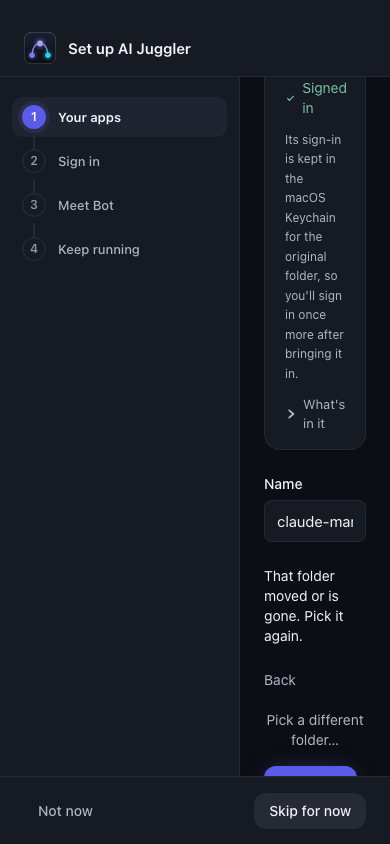 Set up AI Juggler
1 Your apps
2 Sign in
3 Meet Bot
4 Keep running
Signed
in
Its sign-in
is kept in
the
macOS
Keychain
for the
original
folder, so
you'll sign
in once
more after
bringing it
in.
What's
in it
Name
That folder
moved or is
gone. Pick it
again.
Back
Pick a different
folder...
Not now
Skip for now